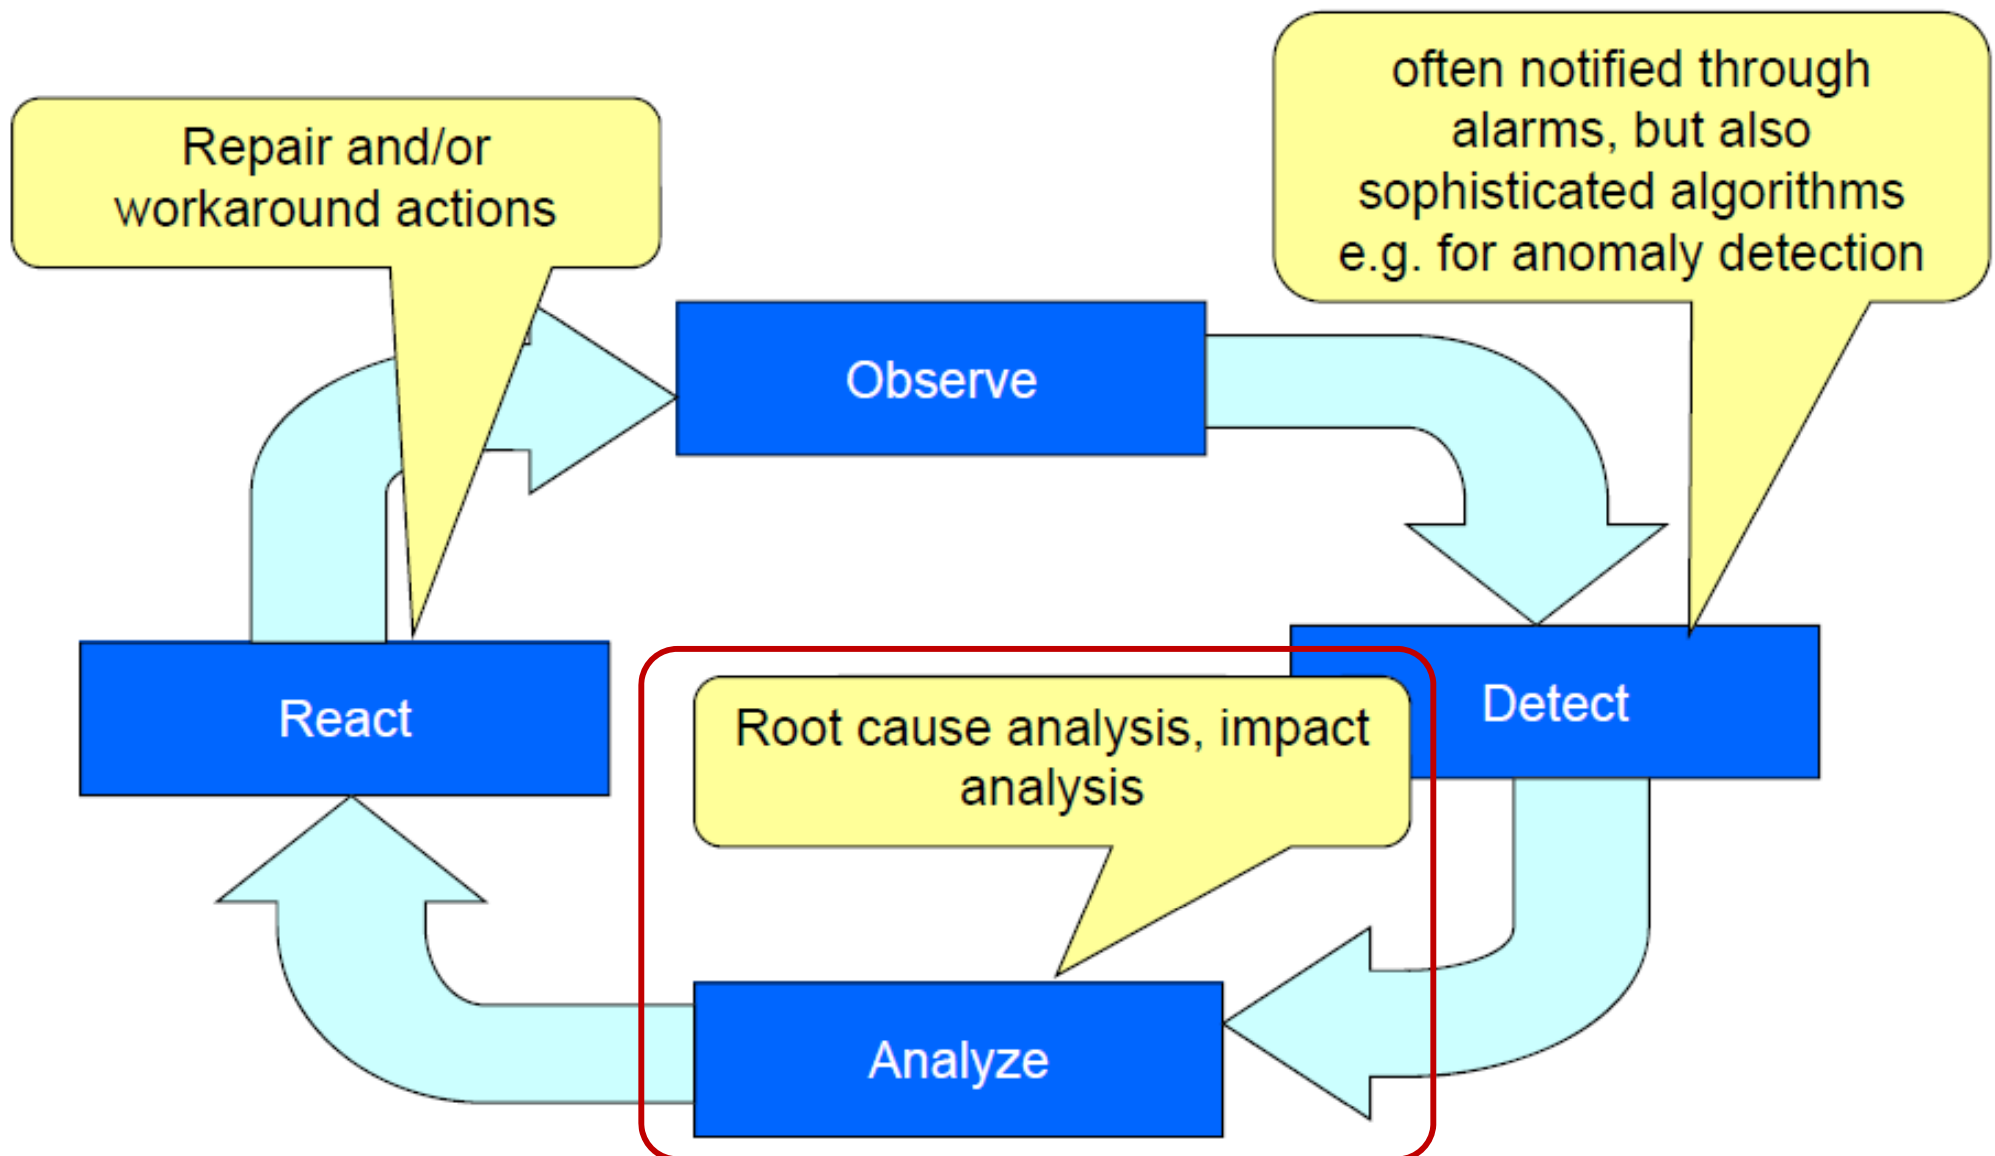 often notified through
alarms, but also
sophisticated algorithms
e.g. for anomaly detection
Repair and/or
workaround actions
Observe
Detect
React
Root cause analysis, impact
analysis
Analyze